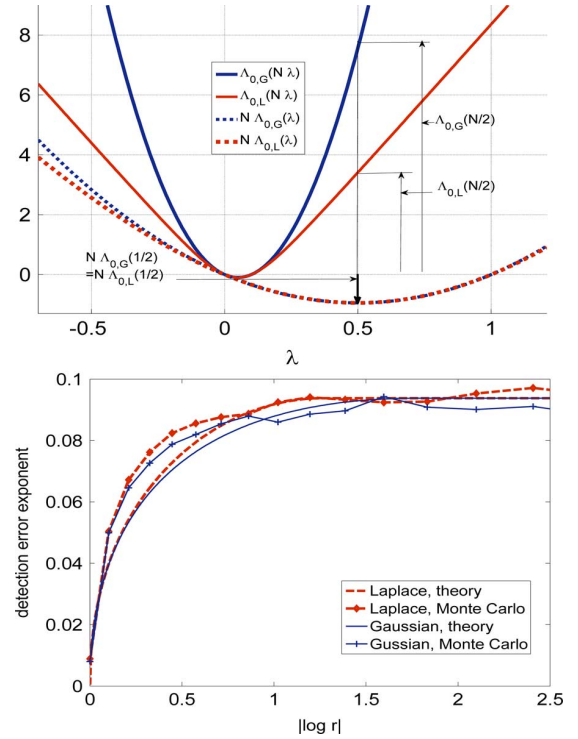 8
6
4
2
0
Λ0,G(N λ)
Λ0,L(N λ)
N Λ0,G(λ)
N Λ0,L(λ)
Λ0,G(N/2)
Λ0,L(N/2)
N Λ0,G(1/2)
=N Λ0,L(1/2)
-0.5 0 0.5 1
λ
detection error exponent
0.1
0.08
0.06
0.04
0.02
0
Laplace, theory
Laplace, Monte Carlo
Gaussian, theory
Gussian, Monte Carlo
0 0.5 1 1.5 2 2.5
|log r|